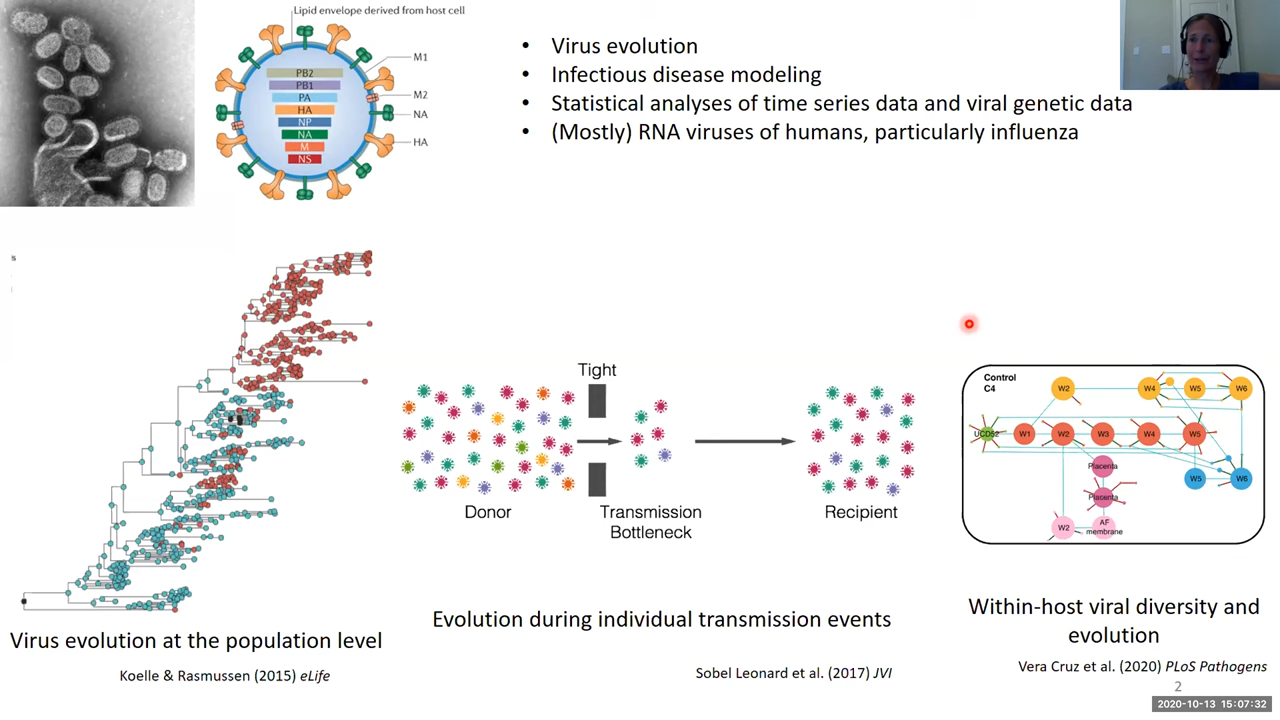 Lipid envelope derived from host cell
M1
M2
NA
HA
PB2
PB1
PA
HA
NP
NA
M
NS
• Virus evolution
• Infectious disease modeling
• Statistical analyses of time series data and viral genetic data
• (Mostly) RNA viruses of humans, particularly influenza
s
Virus evolution at the population level
Koelle & Rasmussen (2015) eLife
Tight
Donor
Transmission
Bottleneck
Recipient
Evolution during individual transmission events
Sobel Leonard et al. (2017) JVI
Control
C4
W2
W4
W5
W6
UCD52
W1
W2
W3
W4
W5
Placenta
W5
W6
Placenta
W2
AF
membrane
Within-host viral diversity and
evolution
Vera Cruz et al. (2020) PLoS Pathogens
2
2020-10-13 15:07:32